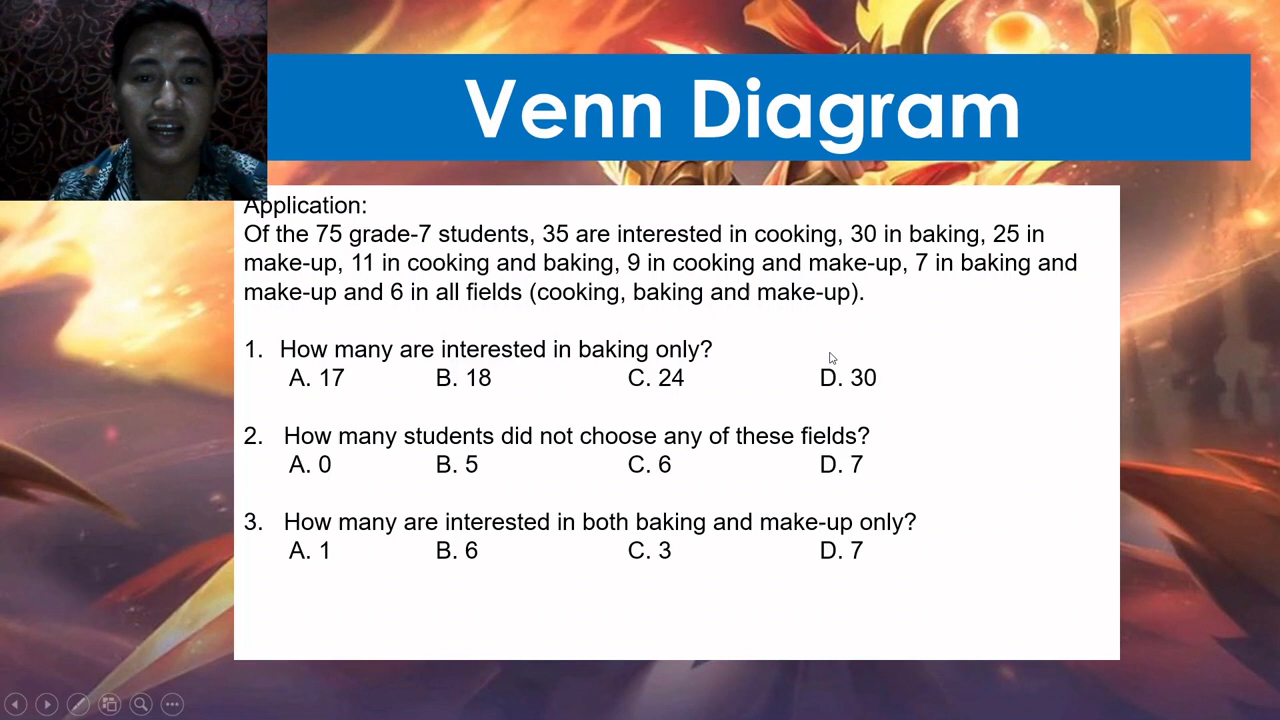 Venn Diagram
Application:
Of the 75 grade-7 students, 35 are interested in cooking, 30 in baking, 25 in
make-up, 11 in cooking and baking, 9 in cooking and make-up, 7 in baking and
make-up and 6 in all fields (cooking, baking and make-up).
1. How many are interested in baking only?
A. 17 B. 18 C. 24 D. 30
2. How many students did not choose any of these fields?
A. 0 B. 5 C. 6 D. 7
3. How many are interested in both baking and make-up only?
A. 1 B. 6 C. 3 D. 7